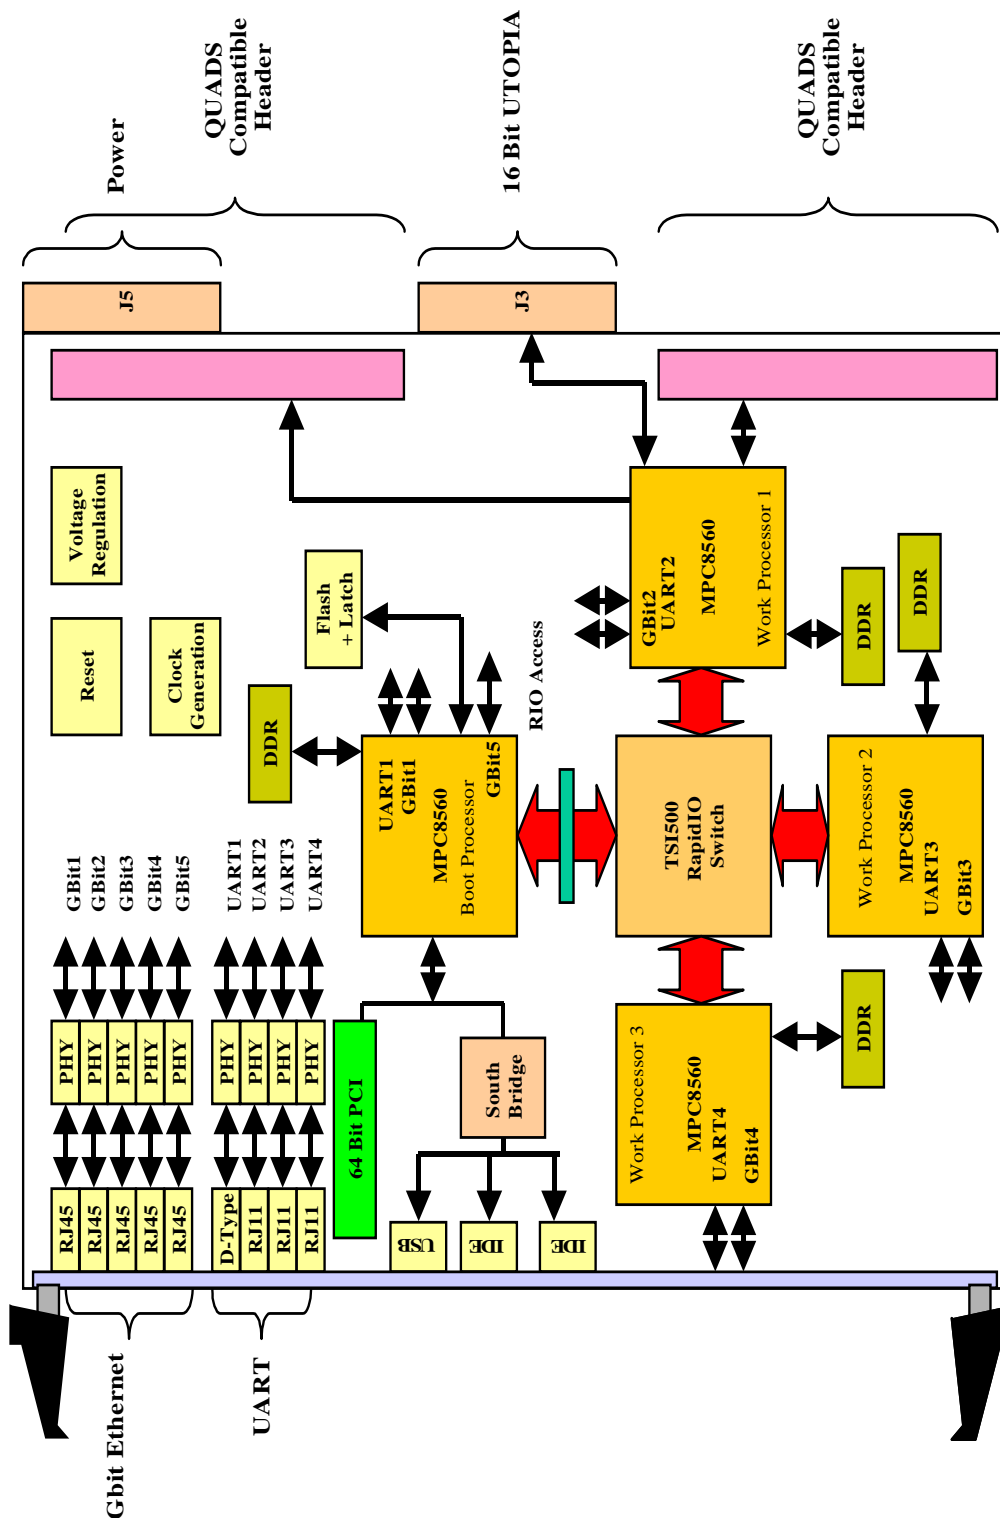 Gbit Ethernet
UART
RJ45
RJ45
RJ45
RJ45
RJ45
D-Type
RJ11
RJ11
RJ11
PHY
PHY
PHY
PHY
PHY
PHY
PHY
PHY
PHY
GBit1
GBit2
GBit3
GBit4
GBit5
UART1
UART2
UART3
UART4
64 Bit PCI
USB
IDE
IDE
South
Bridge
Reset
Voltage
Regulation
Clock
Generation
DDR
Flash
+ Latch
UART1
GBit1
MPC8560
Boot Processor
GBit5
RIO Access
J5
Power
QUADS
Compatible
Header
J3
16 Bit UTOPIA
QUADS
Compatible
Header
Work Processor 3
MPC8560
UART4
GBit4
DDR
TSI500
RapidIO
Switch
GBit2
UART2
MPC8560
Work Processor 1
DDR
DDR
Work Processor 2
MPC8560
UART3
GBit3